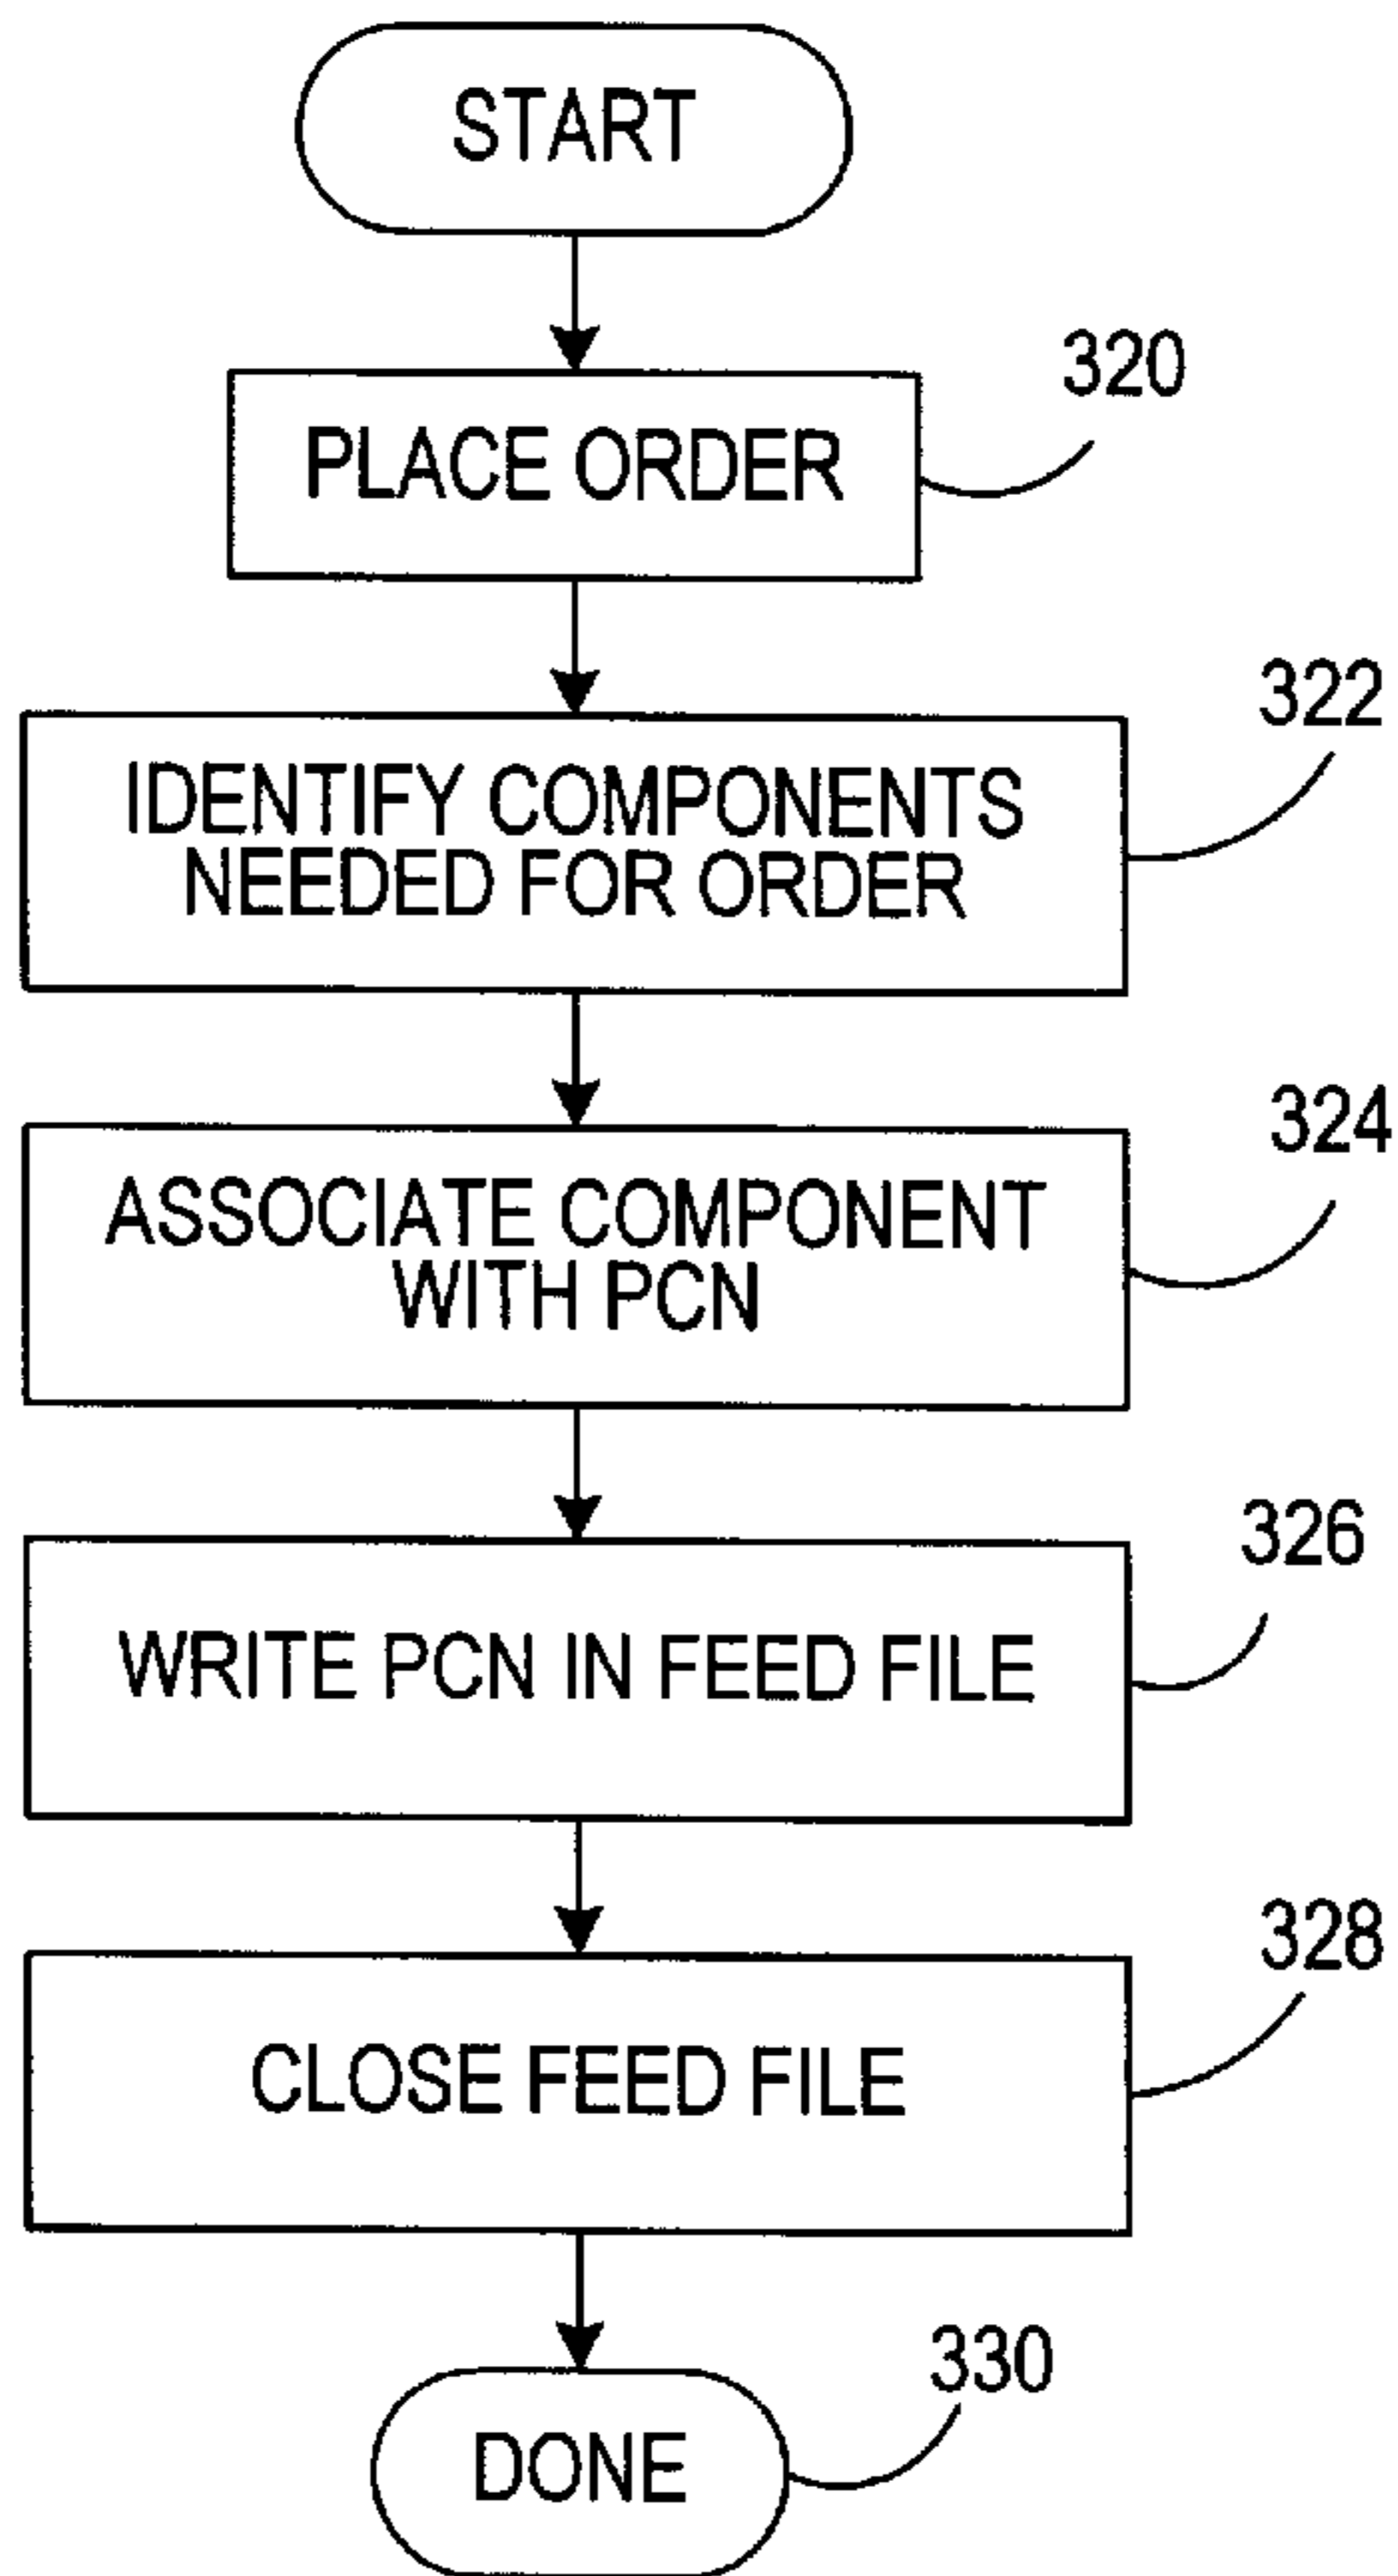 START
PLACE ORDER
320
IDENTIFY COMPONENTS
NEEDED FOR ORDER
322
ASSOCIATE COMPONENT
WITH PCN
324
WRITE PCN IN FEED FILE
326
CLOSE FEED FILE
328
DONE
330